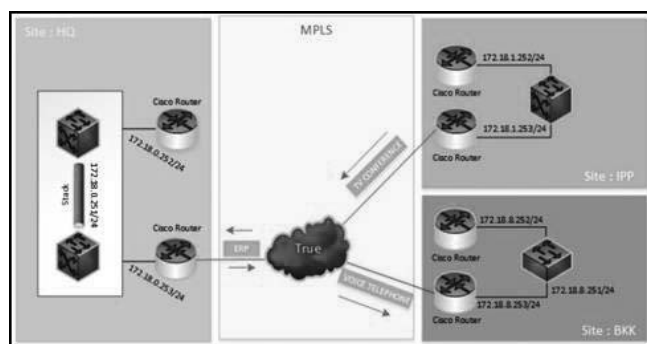 Site : HQ
MPLS
Cisco Router
172.18.0.252/24
Stack
172.18.0.251/24
Cisco Router
172.18.0.253/24
ERP
True
TV CONFERENCE
VOICE TELEPHONE
172.18.1.252/24
Cisco Router
172.18.1.253/24
Cisco Router
Site : IPP
172.18.8.252/24
Cisco Router
172.18.8.251/24
Cisco Router
172.18.8.253/24
Site : BKK